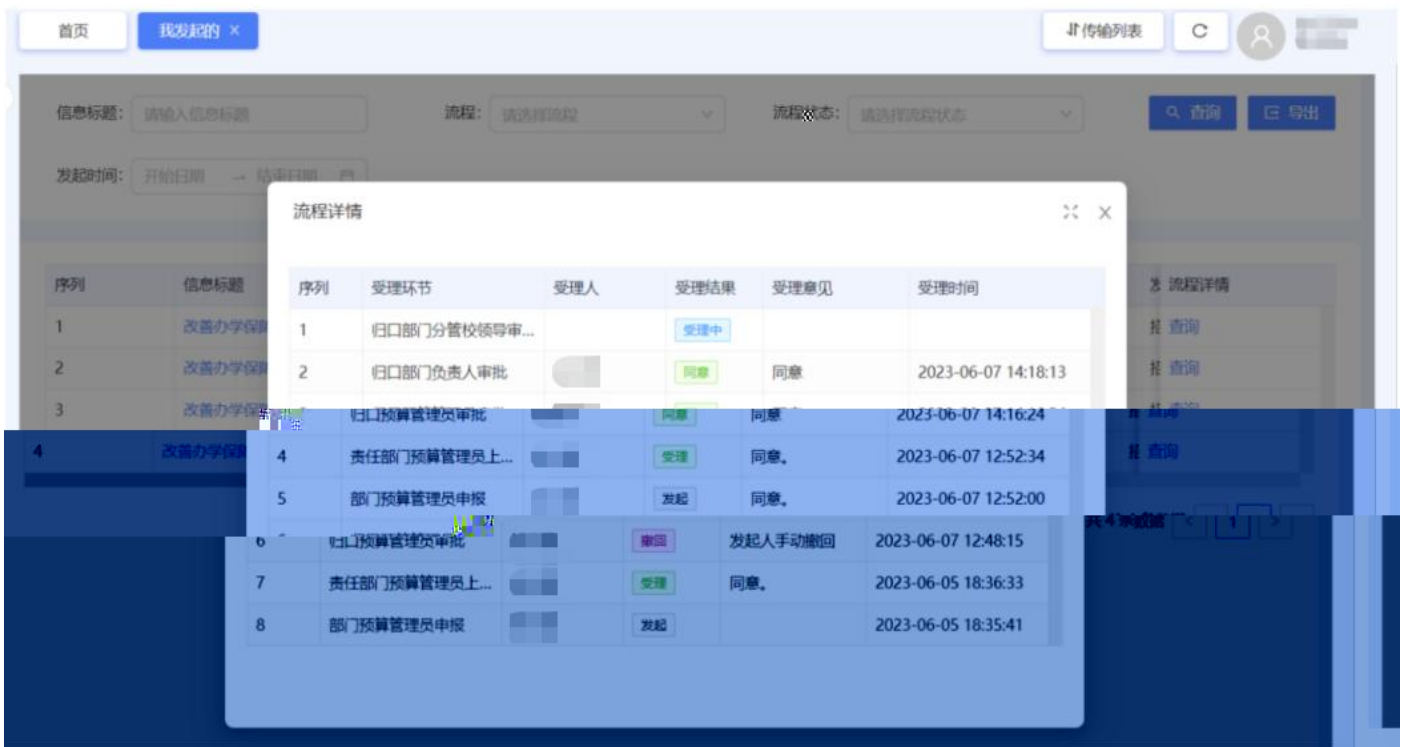 首页 我发起的 × 传输列表
信息标题: 请输入信息标题 流程: 请选择流程 流程状态: 请选择流程状态 查询 导出
发起时间: 开始日期 → 结束日期
流程详情
序列 信息标题 流程详情
序列 受理环节 受理人 受理结果 受理意见 受理时间
1 改善办学保障 查询
1 归口部门分管校领导审... 受理中
2 改善办学保障 查询
2 归口部门负责人审批 同意 同意 2023-06-07 14:18:13
3 改善办学保障 查询
归口预算管理员审批 同意 同意 2023-06-07 14:16:24
4 改善办学保障 查询
4 责任部门预算管理员上... 受理 同意。 2023-06-07 12:52:34
5 部门预算管理员申报 发起 同意。 2023-06-07 12:52:00
共4条数据 < 1 >
6 归口预算管理员审批 撤回 发起人手动撤回 2023-06-07 12:48:15
7 责任部门预算管理员上... 受理 同意。 2023-06-05 18:36:33
8 部门预算管理员申报 发起 2023-06-05 18:35:41